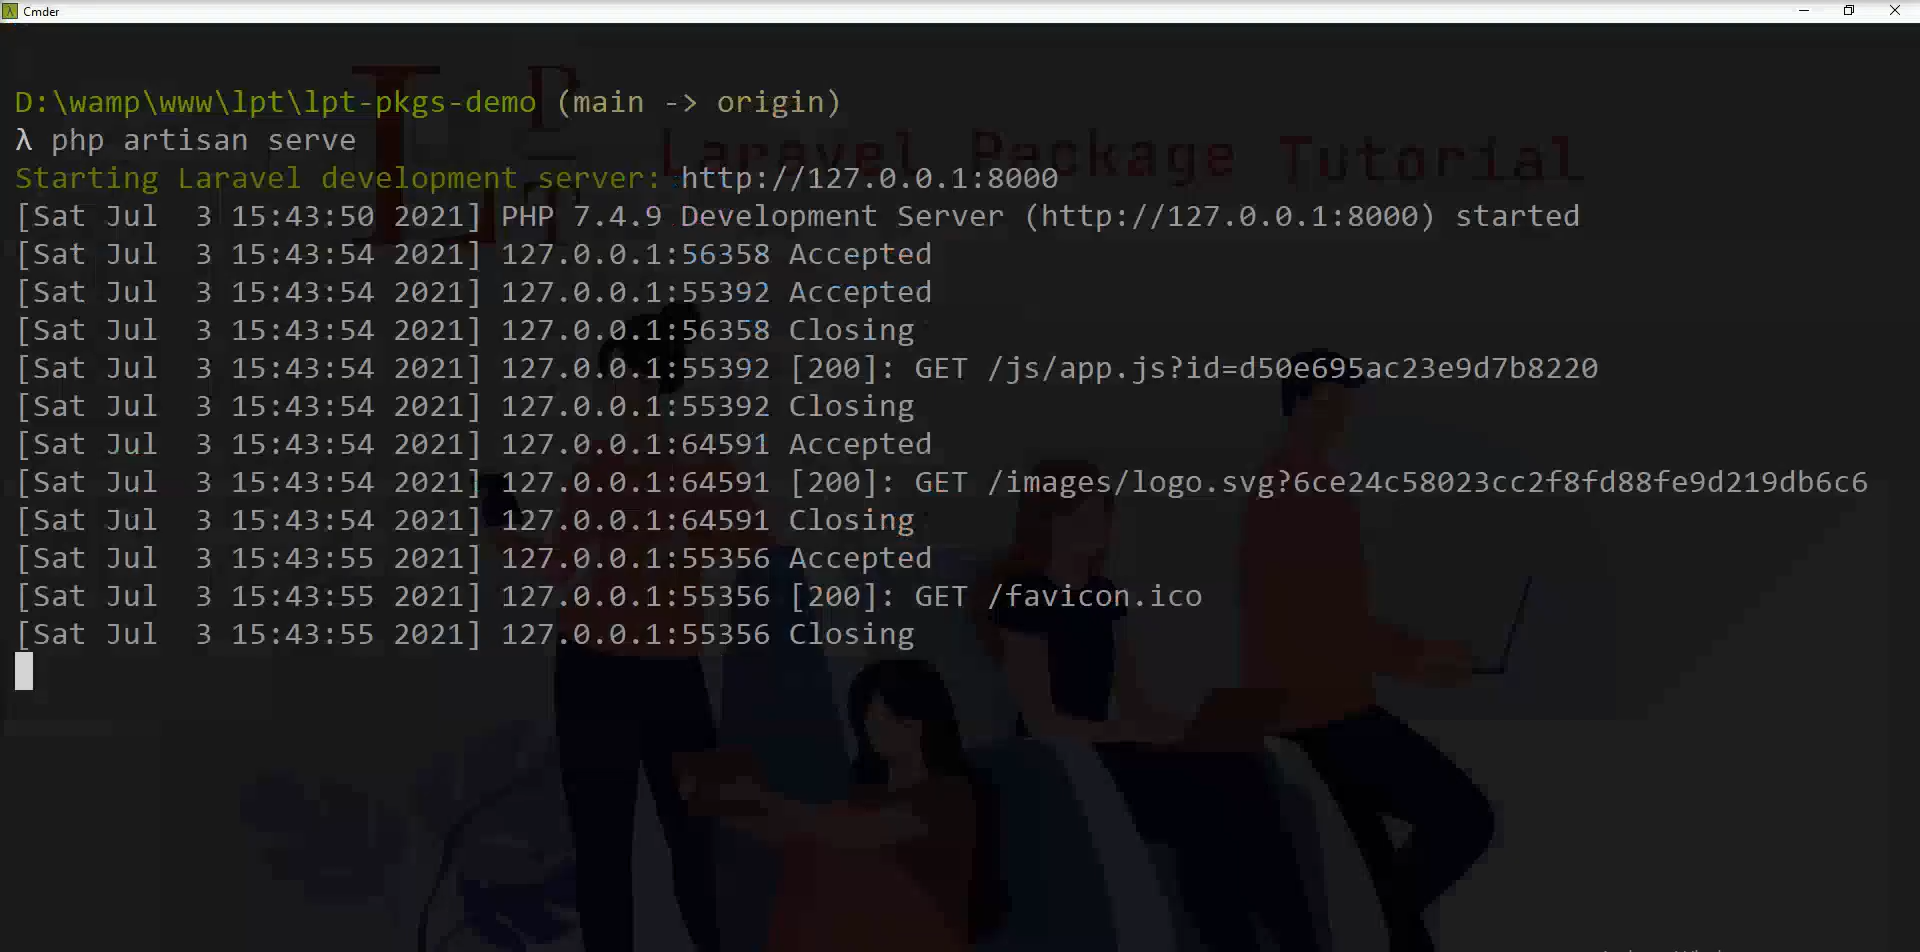 Cmder
L P
Laravel Package Tutorial
T
D:\wamp\www\lpt\lpt-pkgs-demo (main -> origin)
λ php artisan serve
Starting Laravel development server: http://127.0.0.1:8000
[Sat Jul  3 15:43:50 2021] PHP 7.4.9 Development Server (http://127.0.0.1:8000) started
[Sat Jul  3 15:43:54 2021] 127.0.0.1:56358 Accepted
[Sat Jul  3 15:43:54 2021] 127.0.0.1:55392 Accepted
[Sat Jul  3 15:43:54 2021] 127.0.0.1:56358 Closing
[Sat Jul  3 15:43:54 2021] 127.0.0.1:55392 [200]: GET /js/app.js?id=d50e695ac23e9d7b8220
[Sat Jul  3 15:43:54 2021] 127.0.0.1:55392 Closing
[Sat Jul  3 15:43:54 2021] 127.0.0.1:64591 Accepted
[Sat Jul  3 15:43:54 2021] 127.0.0.1:64591 [200]: GET /images/logo.svg?6ce24c58023cc2f8fd88fe9d219db6c6
[Sat Jul  3 15:43:54 2021] 127.0.0.1:64591 Closing
[Sat Jul  3 15:43:55 2021] 127.0.0.1:55356 Accepted
[Sat Jul  3 15:43:55 2021] 127.0.0.1:55356 [200]: GET /favicon.ico
[Sat Jul  3 15:43:55 2021] 127.0.0.1:55356 Closing